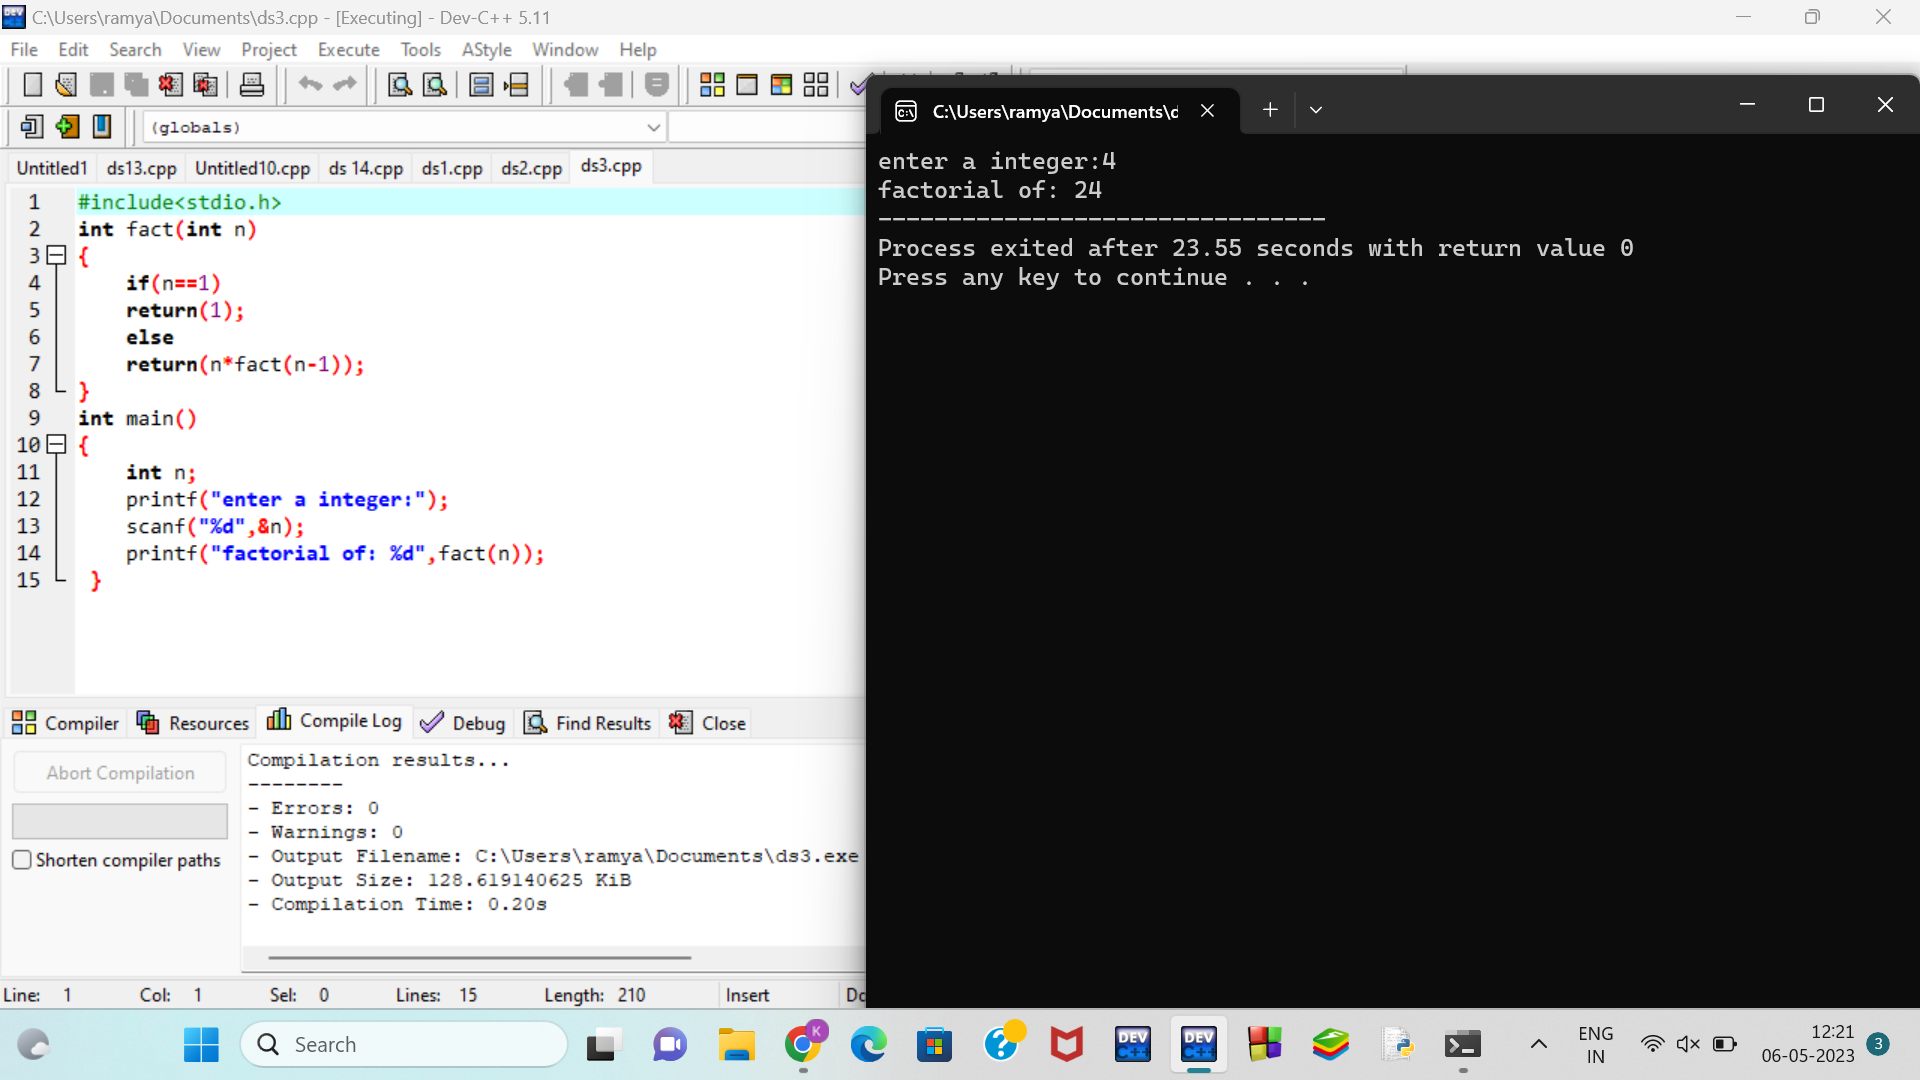 C:\Users\ramya\Documents\ds3.cpp - [Executing] - Dev-C++ 5.11
File Edit Search View Project Execute Tools AStyle Window Help
(globals)
Untitled1 ds13.cpp Untitled10.cpp ds 14.cpp ds1.cpp ds2.cpp ds3.cpp
1 #include<stdio.h>
2 int fact(int n)
3 {
4 if(n==1)
5 return(1);
6 else
7 return(n*fact(n-1));
8 }
9 int main()
10 {
11 int n;
12 printf("enter a integer:");
13 scanf("%d",&n);
14 printf("factorial of: %d",fact(n));
15 }
C:\Users\ramya\Documents\d
enter a integer:4
factorial of: 24
--------------------------------
Process exited after 23.55 seconds with return value 0
Press any key to continue . . .
Compiler Resources Compile Log Debug Find Results Close
Abort Compilation
Shorten compiler paths
Compilation results...
--------
- Errors: 0
- Warnings: 0
- Output Filename: C:\Users\ramya\Documents\ds3.exe
- Output Size: 128.619140625 KiB
- Compilation Time: 0.20s
Line: 1 Col: 1 Sel: 0 Lines: 15 Length: 210 Insert
Search
K
DEV C++
DEV C++
ENG
IN
12:21
06-05-2023
3